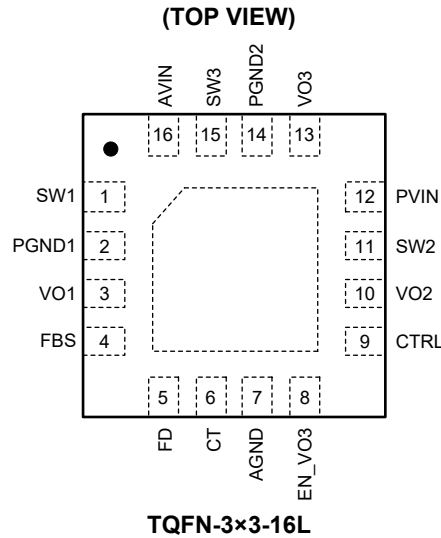 (TOP VIEW)
AVIN
SW3
PGND2
VO3
16
15
14
13
SW1
1
12
PVIN
PGND1
2
11
SW2
VO1
3
10
VO2
FBS
4
9
CTRL
5
6
7
8
FD
CT
AGND
EN_VO3
TQFN-3×3-16L